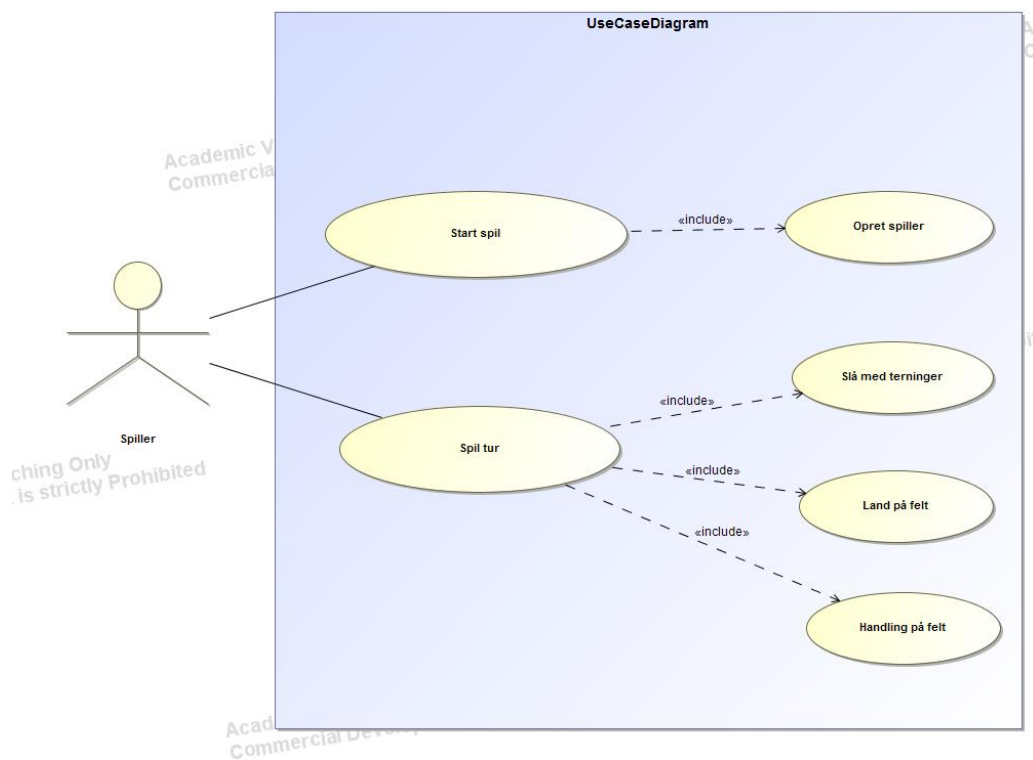 UseCaseDiagram
Academic V
Commercia
Start spil
«include»
Opret spiller
Slå med terninger
«include»
Spiller
Spil tur
«include»
Land på felt
ching Only
is strictly Prohibited
«include»
Handling på felt
Acad
Commercial Develop